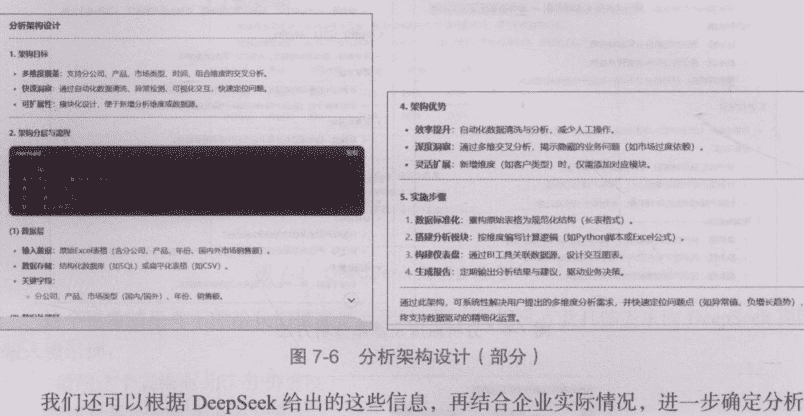 分析架构设计
1. 架构目标
• 多维度覆盖：支持分公司、产品、市场类型、时间、组合维度的交叉分析。
• 快速洞察：通过自动化数据清洗、异常检测、可视化交互，快速定位问题。
• 可扩展性：模块化设计，便于新增分析维度或数据源。
2. 架构分层与流程
(1) 数据层
• 输入数据：原始Excel表格（含分公司、产品、年份、国内外市场销售额）。
• 数据存储：结构化数据库（如SQL）或扁平化表格（如CSV）。
• 关键字段：
○ 分公司、产品、市场类型（国内/国外）、年份、销售额。
4. 架构优势
• 效率提升：自动化数据清洗与分析，减少人工操作。
• 深度洞察：通过多维交叉分析，揭示隐藏的业务问题（如市场过度依赖）。
• 灵活扩展：新增维度（如客户类型）时，仅需添加对应模块。
5. 实施步骤
1. 数据标准化：重构原始表格为规范化结构（长表格式）。
2. 搭建分析模块：按维度编写计算逻辑（如Python脚本或Excel公式）。
3. 构建仪表盘：通过BI工具关联数据源，设计交互图表。
4. 生成报告：定期输出分析结果与建议，驱动业务决策。
通过此架构，可系统性解决用户提出的多维度分析需求，并快速定位问题点（如异常值、负增长趋势），
终支持数据驱动的精细化运营。
图 7-6 分析架构设计（部分）
我们还可以根据 DeepSeek 给出的这些信息，再结合企业实际情况，进一步确定分析